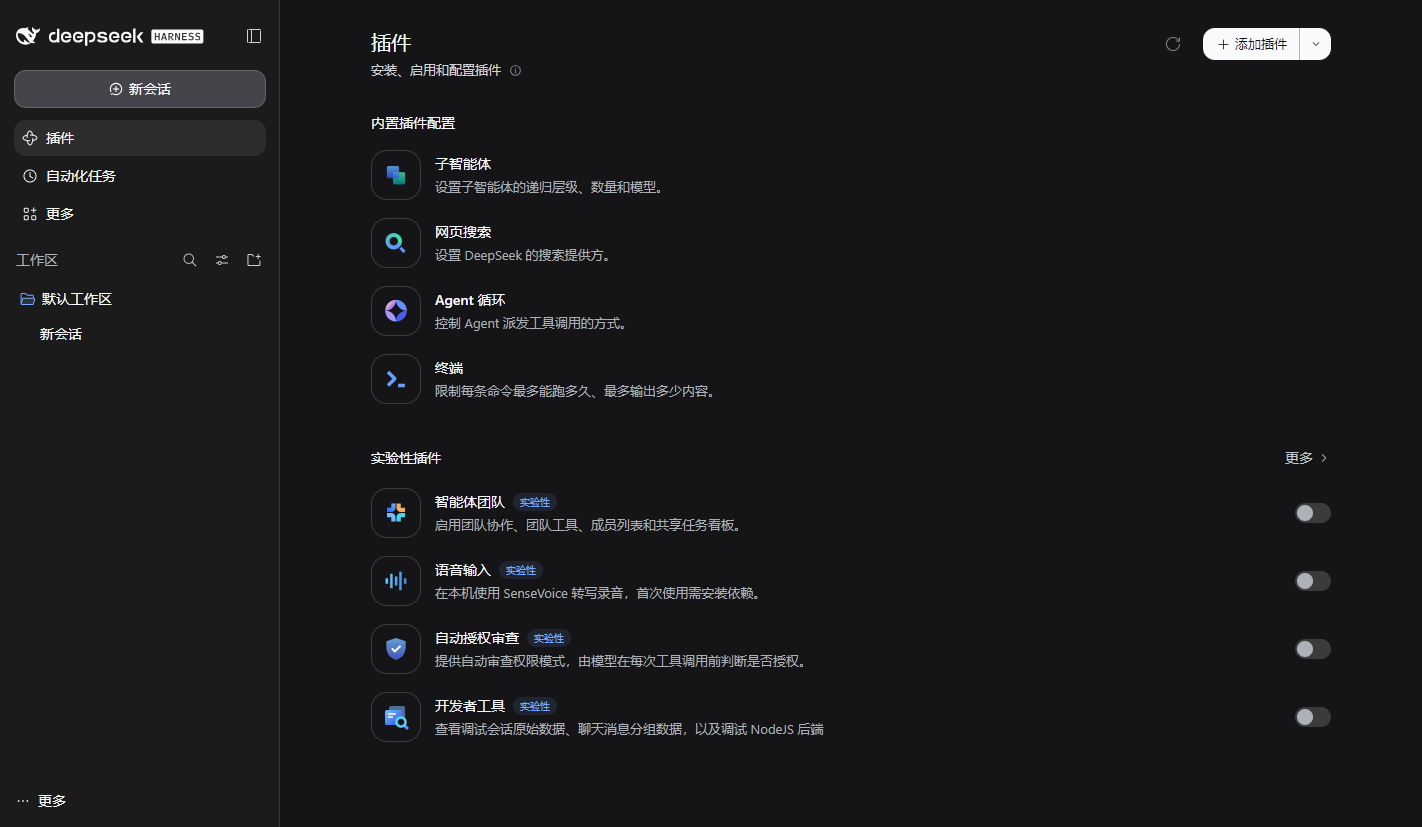 deepseek HARNESS
新会话
插件
自动化任务
更多
工作区
默认工作区
新会话
更多
插件
安装、启用和配置插件
添加插件
内置插件配置
子智能体
设置子智能体的递归层级、数量和模型。
网页搜索
设置 DeepSeek 的搜索提供方。
Agent 循环
控制 Agent 派发工具调用的方式。
终端
限制每条命令最多能跑多久、最多输出多少内容。
实验性插件
更多
智能体团队 实验性
启用团队协作、团队工具、成员列表和共享任务看板。
语音输入 实验性
在本机使用 SenseVoice 转写录音，首次使用需安装依赖。
自动授权审查 实验性
提供自动审查权限模式，由模型在每次工具调用前判断是否授权。
开发者工具 实验性
查看调试会话原始数据、聊天消息分组数据，以及调试 NodeJS 后端